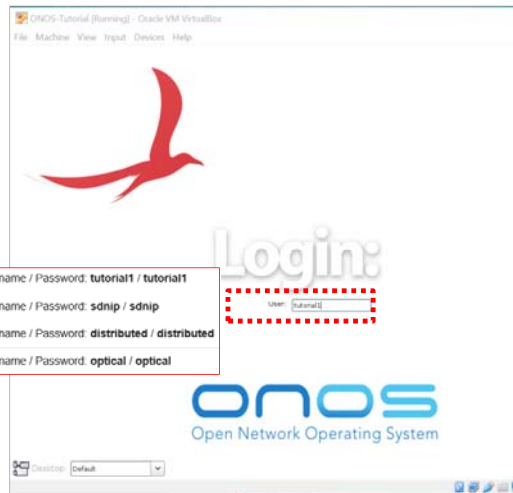 ONOS-Tutorial [Running] - Oracle VM VirtualBox
File Machine View Input Devices Help
Login:
name / Password: tutorial1 / tutorial1
User: tutorial1
name / Password: sdnip / sdnip
name / Password: distributed / distributed
name / Password: optical / optical
onos
Open Network Operating System
Desktop: Default